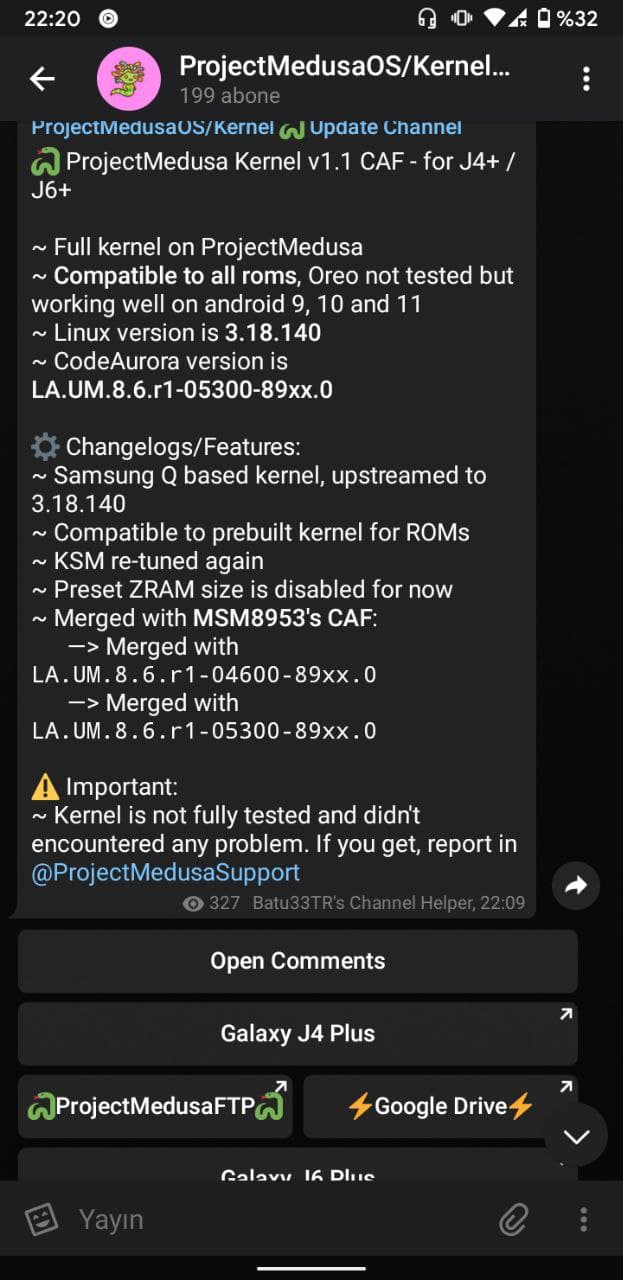 22:20 %32
ProjectMedusaOS/Kernel...
199 abone
ProjectMedusaOS/Kernel 🐍 Update Channel
🐍 ProjectMedusa Kernel v1.1 CAF - for J4+ /
J6+
~ Full kernel on ProjectMedusa
~ Compatible to all roms, Oreo not tested but
working well on android 9, 10 and 11
~ Linux version is 3.18.140
~ CodeAurora version is
LA.UM.8.6.r1-05300-89xx.0
⚙️ Changelogs/Features:
~ Samsung Q based kernel, upstreamed to
3.18.140
~ Compatible to prebuilt kernel for ROMs
~ KSM re-tuned again
~ Preset ZRAM size is disabled for now
~ Merged with MSM8953's CAF:
—> Merged with
LA.UM.8.6.r1-04600-89xx.0
—> Merged with
LA.UM.8.6.r1-05300-89xx.0
⚠️ Important:
~ Kernel is not fully tested and didn't
encountered any problem. If you get, report in
@ProjectMedusaSupport
327 Batu33TR's Channel Helper, 22:09
Open Comments
Galaxy J4 Plus
🐍ProjectMedusaFTP🐍 ⚡Google Drive⚡
Galaxy J6 Plus
Yayın